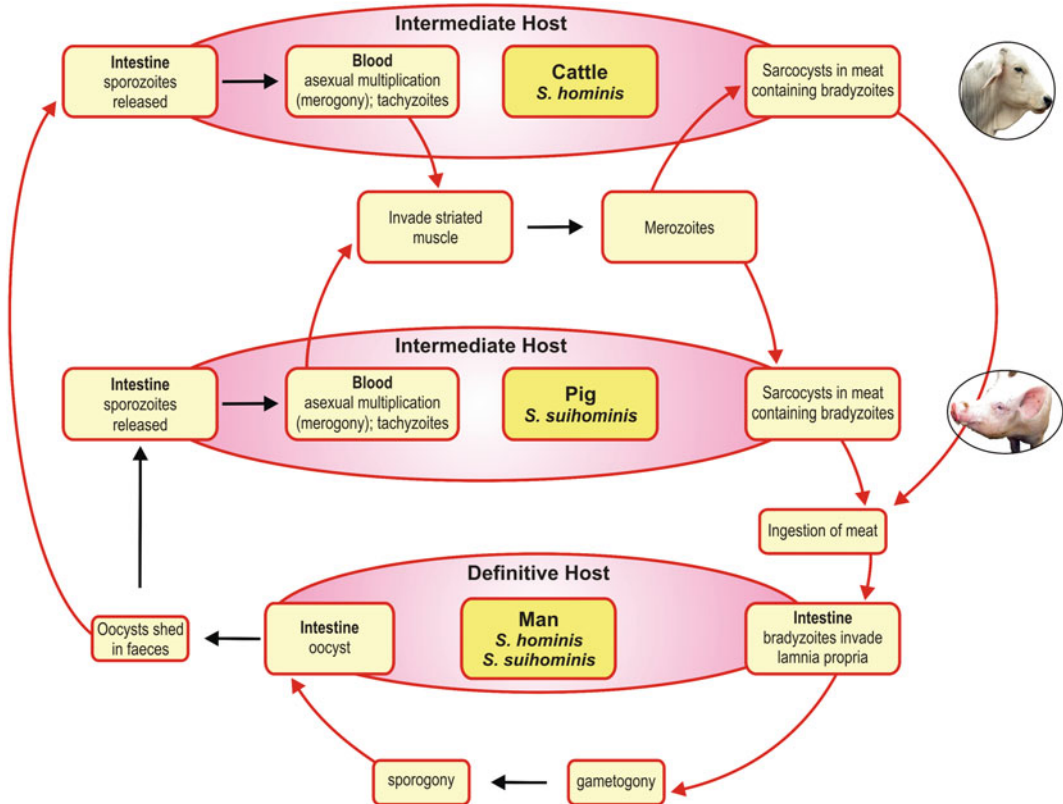 Intermediate Host
Intestine
sporozoites
released
Blood
asexual multiplication
(merogony); tachyzoites
Cattle
S. hominis
Sarcocysts in meat
containing bradyzoites
Invade striated
muscle
Merozoites
Intermediate Host
Intestine
sporozoites
released
Blood
asexual multiplication
(merogony); tachyzoites
Pig
S. suihominis
Sarcocysts in meat
containing bradyzoites
Ingestion of meat
Definitive Host
Oocysts shed
in faeces
Intestine
oocyst
Man
S. hominis
S. suihominis
Intestine
bradyzoites invade
lamnia propria
sporogony
gametogony